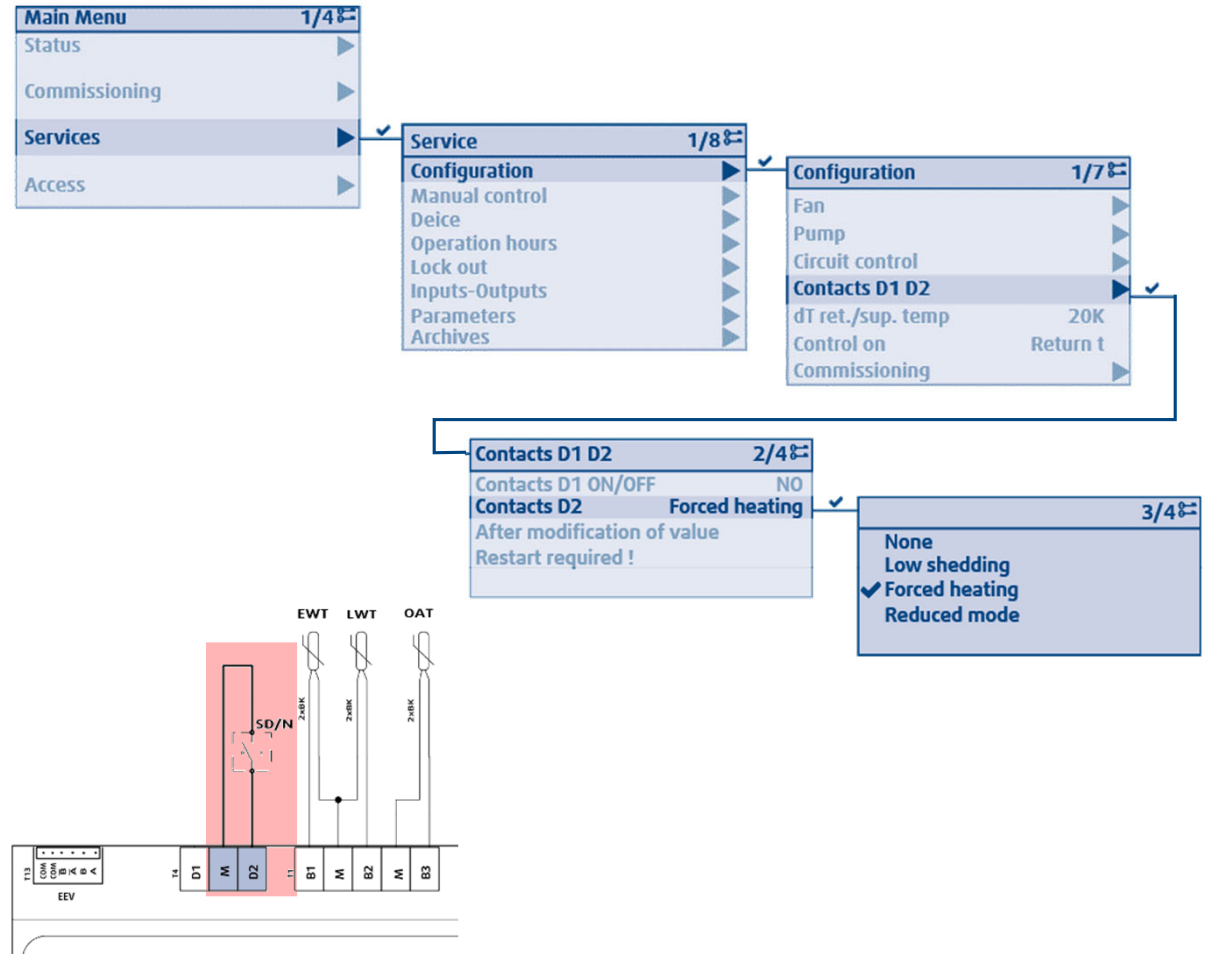 Main Menu 1/4
Status
Commissioning
Services
Access
Service 1/8
Configuration
Manual control
Deice
Operation hours
Lock out
Inputs-Outputs
Parameters
Archives
Configuration 1/7
Fan
Pump
Circuit control
Contacts D1 D2
dT ret./sup. temp 20K
Control on Return t
Commissioning
Contacts D1 D2 2/4
Contacts D1 ON/OFF NO
Contacts D2 Forced heating
After modification of value
Restart required !
3/4
None
Low shedding
Forced heating
Reduced mode
EWT LWT OAT
2xBK 2xBK 2xBK
SD/N
T13 COM COM B A B A T4 D1 M D2 T1 B1 M B2 M B3
EEV